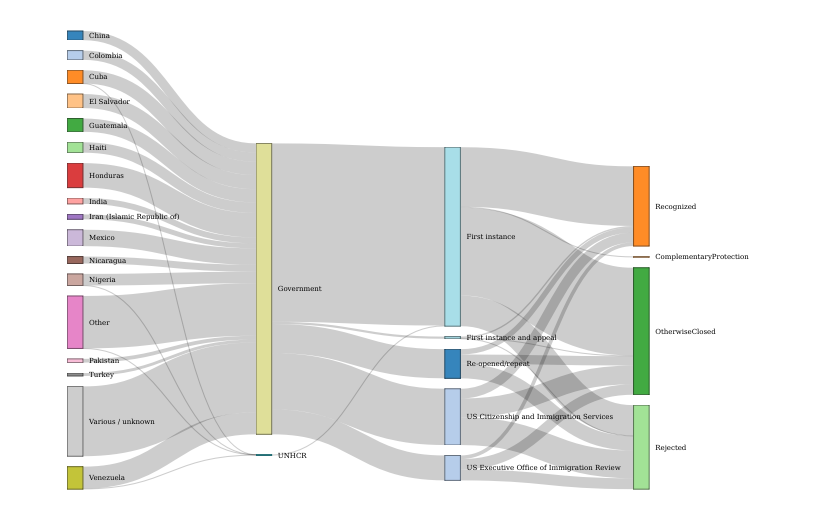 China
Colombia
Cuba
El Salvador
Guatemala
Haiti
Honduras
India
Iran (Islamic Republic of)
Mexico
Nicaragua
Nigeria
Other
Pakistan
Turkey
Various / unknown
Venezuela
Government
UNHCR
First instance
First instance and appeal
Re-opened/repeat
US Citizenship and Immigration Services
US Executive Office of Immigration Review
Recognized
ComplementaryProtection
OtherwiseClosed
Rejected